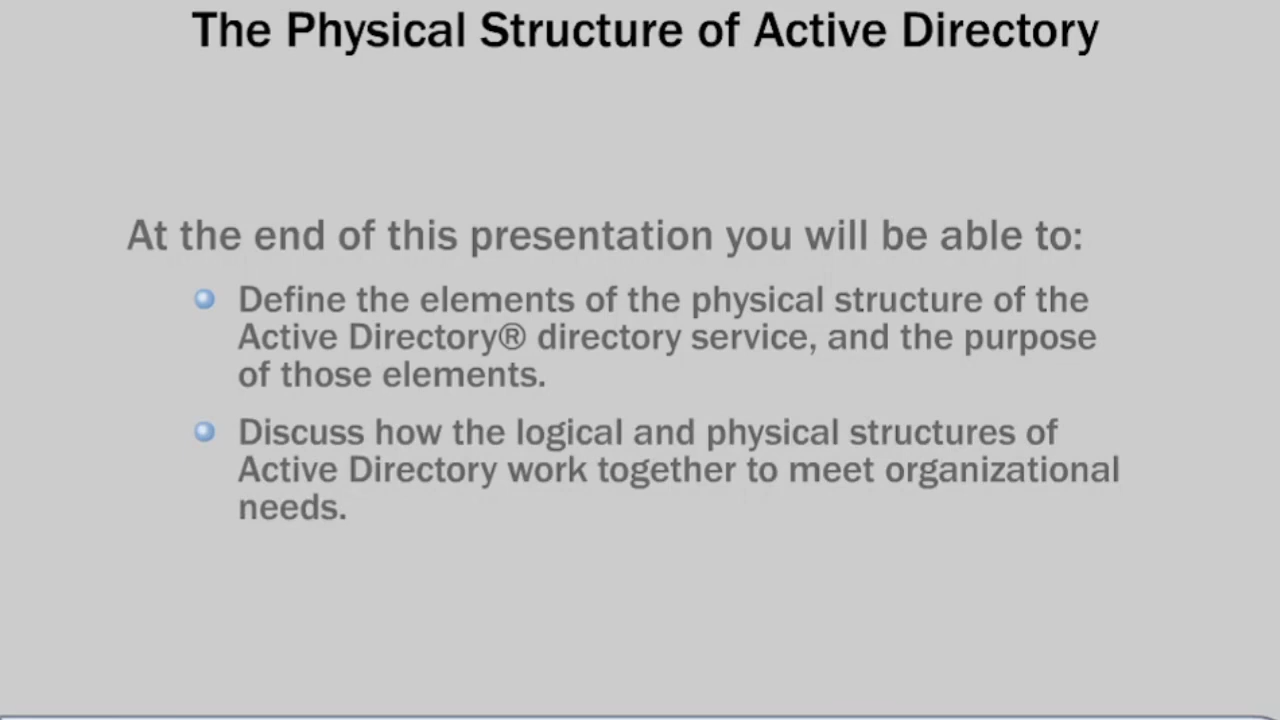 The Physical Structure of Active Directory
At the end of this presentation you will be able to:
Define the elements of the physical structure of the
Active Directory® directory service, and the purpose
of those elements.
Discuss how the logical and physical structures of
Active Directory work together to meet organizational
needs.